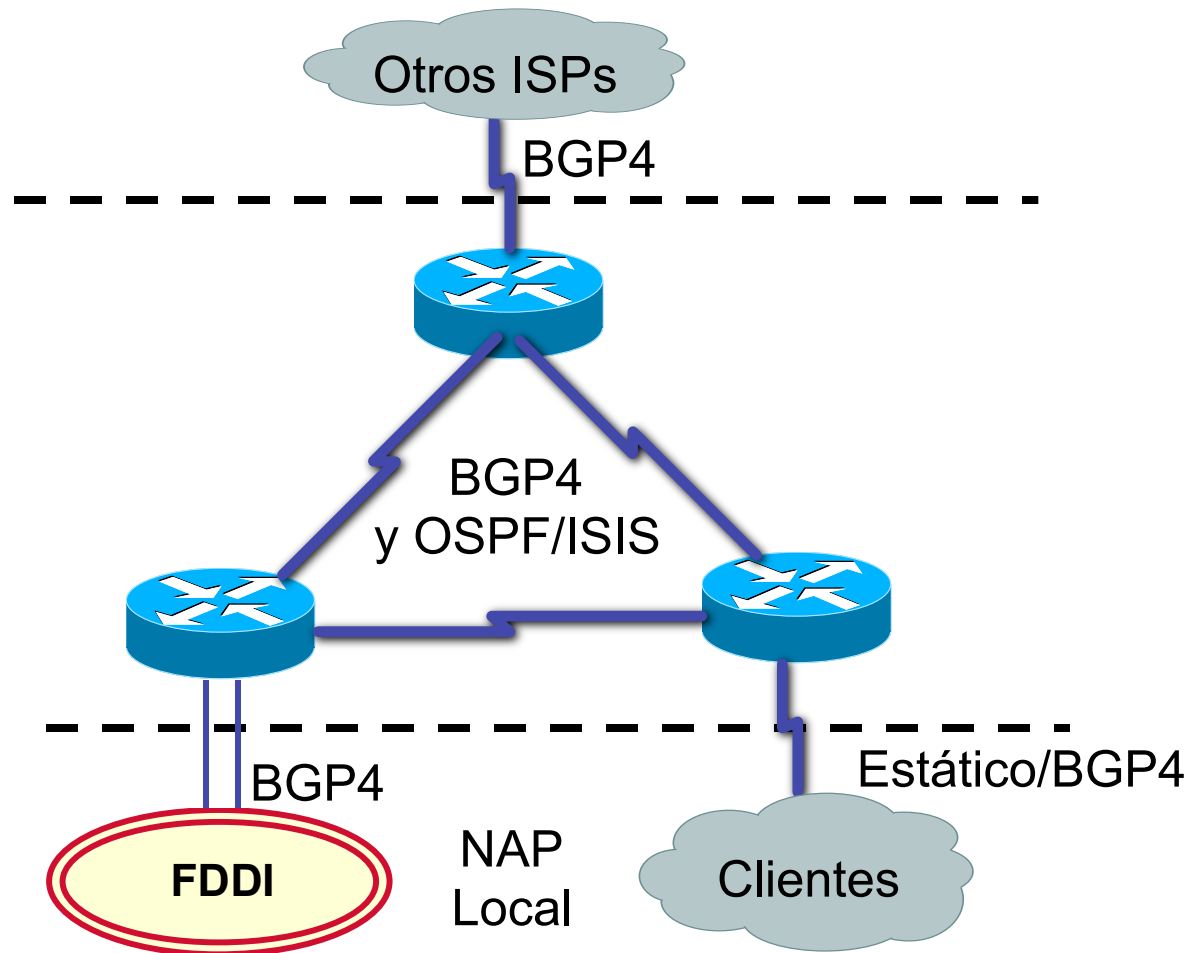 Otros ISPs
BGP4
BGP4
y OSPF/ISIS
BGP4
Estático/BGP4
FDDI
NAP
Local
Clientes